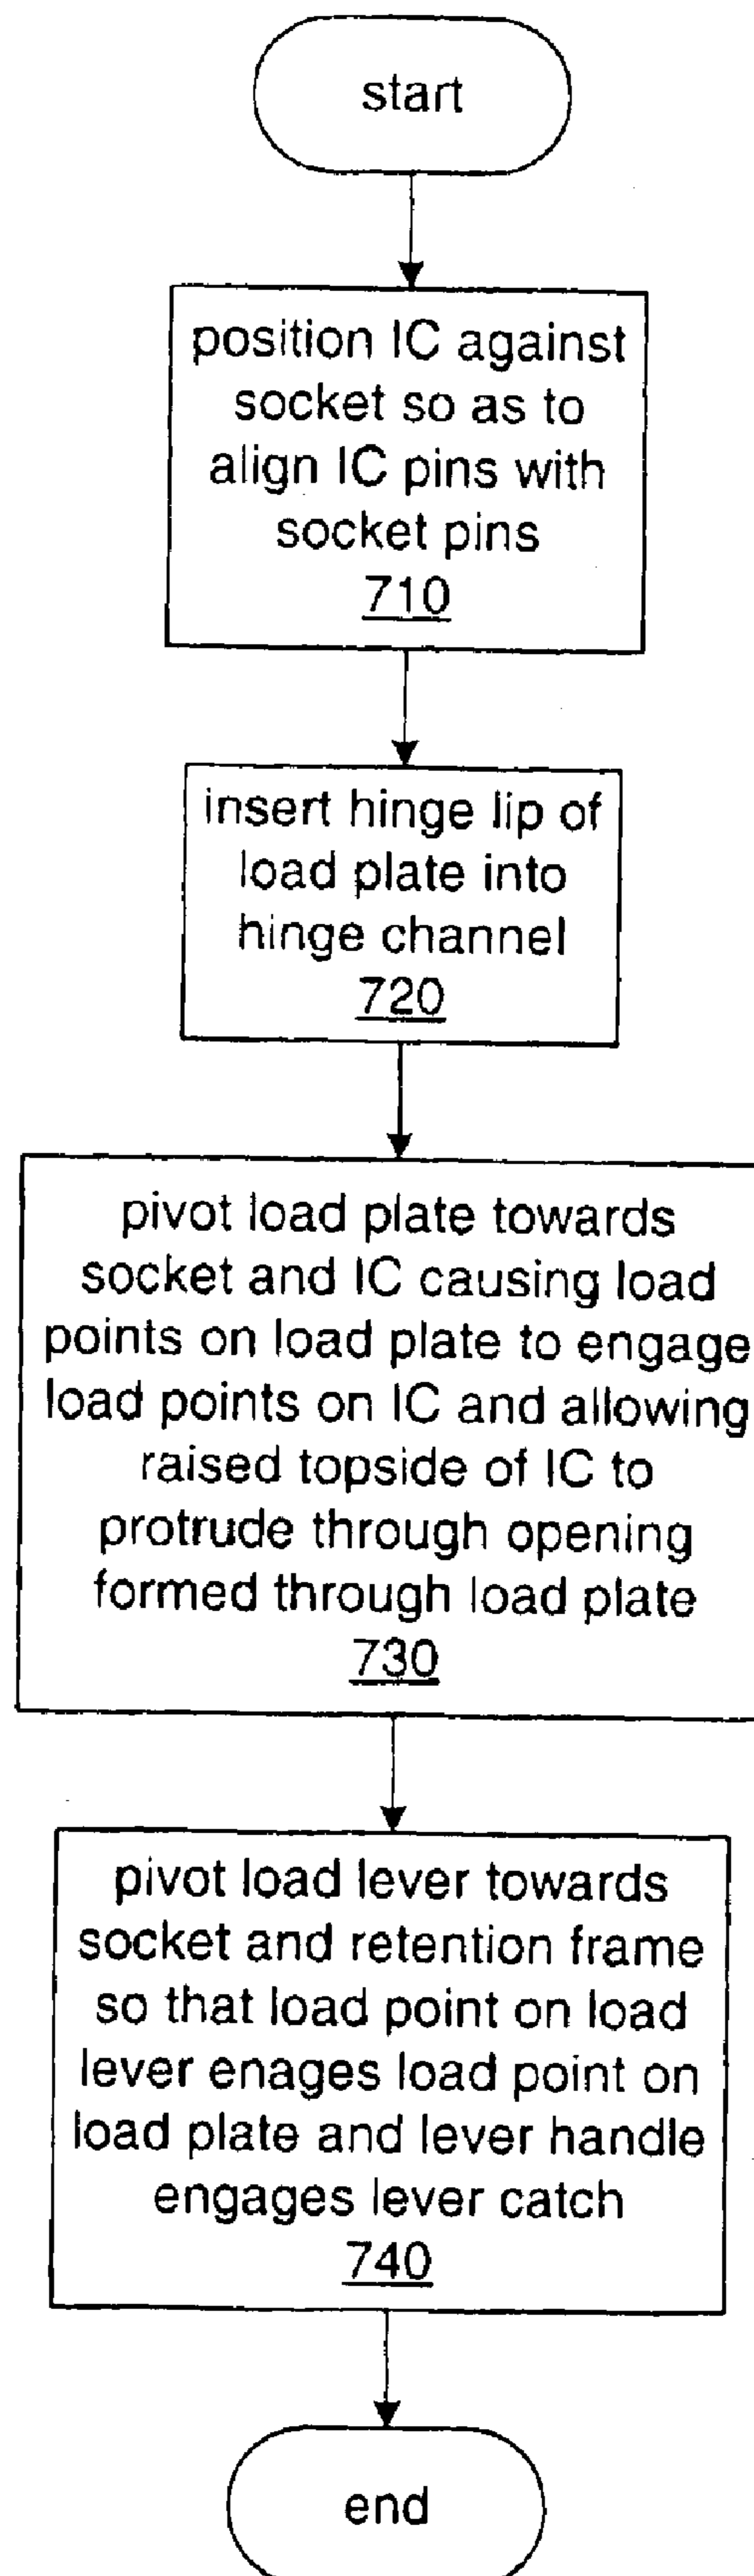 start
position IC against
socket so as to
align IC pins with
socket pins
710
insert hinge lip of
load plate into
hinge channel
720
pivot load plate towards
socket and IC causing load
points on load plate to engage
load points on IC and allowing
raised topside of IC to
protrude through opening
formed through load plate
730
pivot load lever towards
socket and retention frame
so that load point on load
lever enages load point on
load plate and lever handle
engages lever catch
740
end